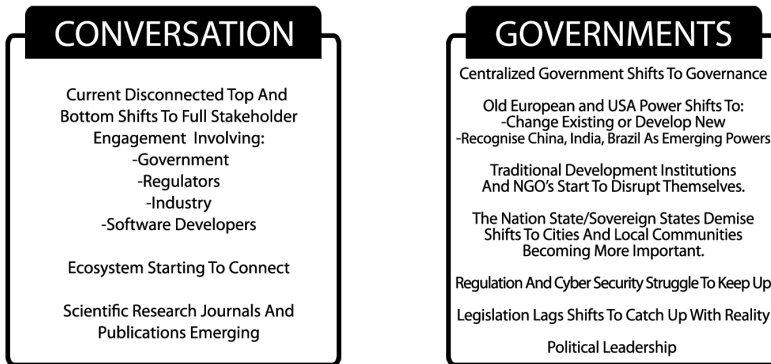 CONVERSATION
Current Disconnected Top And
Bottom Shifts To Full Stakeholder
Engagement Involving:
-Government
-Regulators
-Industry
-Software Developers
Ecosystem Starting To Connect
Scientific Research Journals And
Publications Emerging
GOVERNMENTS
Centralized Government Shifts To Governance
Old European and USA Power Shifts To:
-Change Existing or Develop New
-Recognise China, India, Brazil As Emerging Powers
Traditional Development Institutions
And NGO's Start To Disrupt Themselves.
The Nation State/Sovereign States Demise
Shifts To Cities And Local Communities
Becoming More Important.
Regulation And Cyber Security Struggle To Keep Up
Legislation Lags Shifts To Catch Up With Reality
Political Leadership